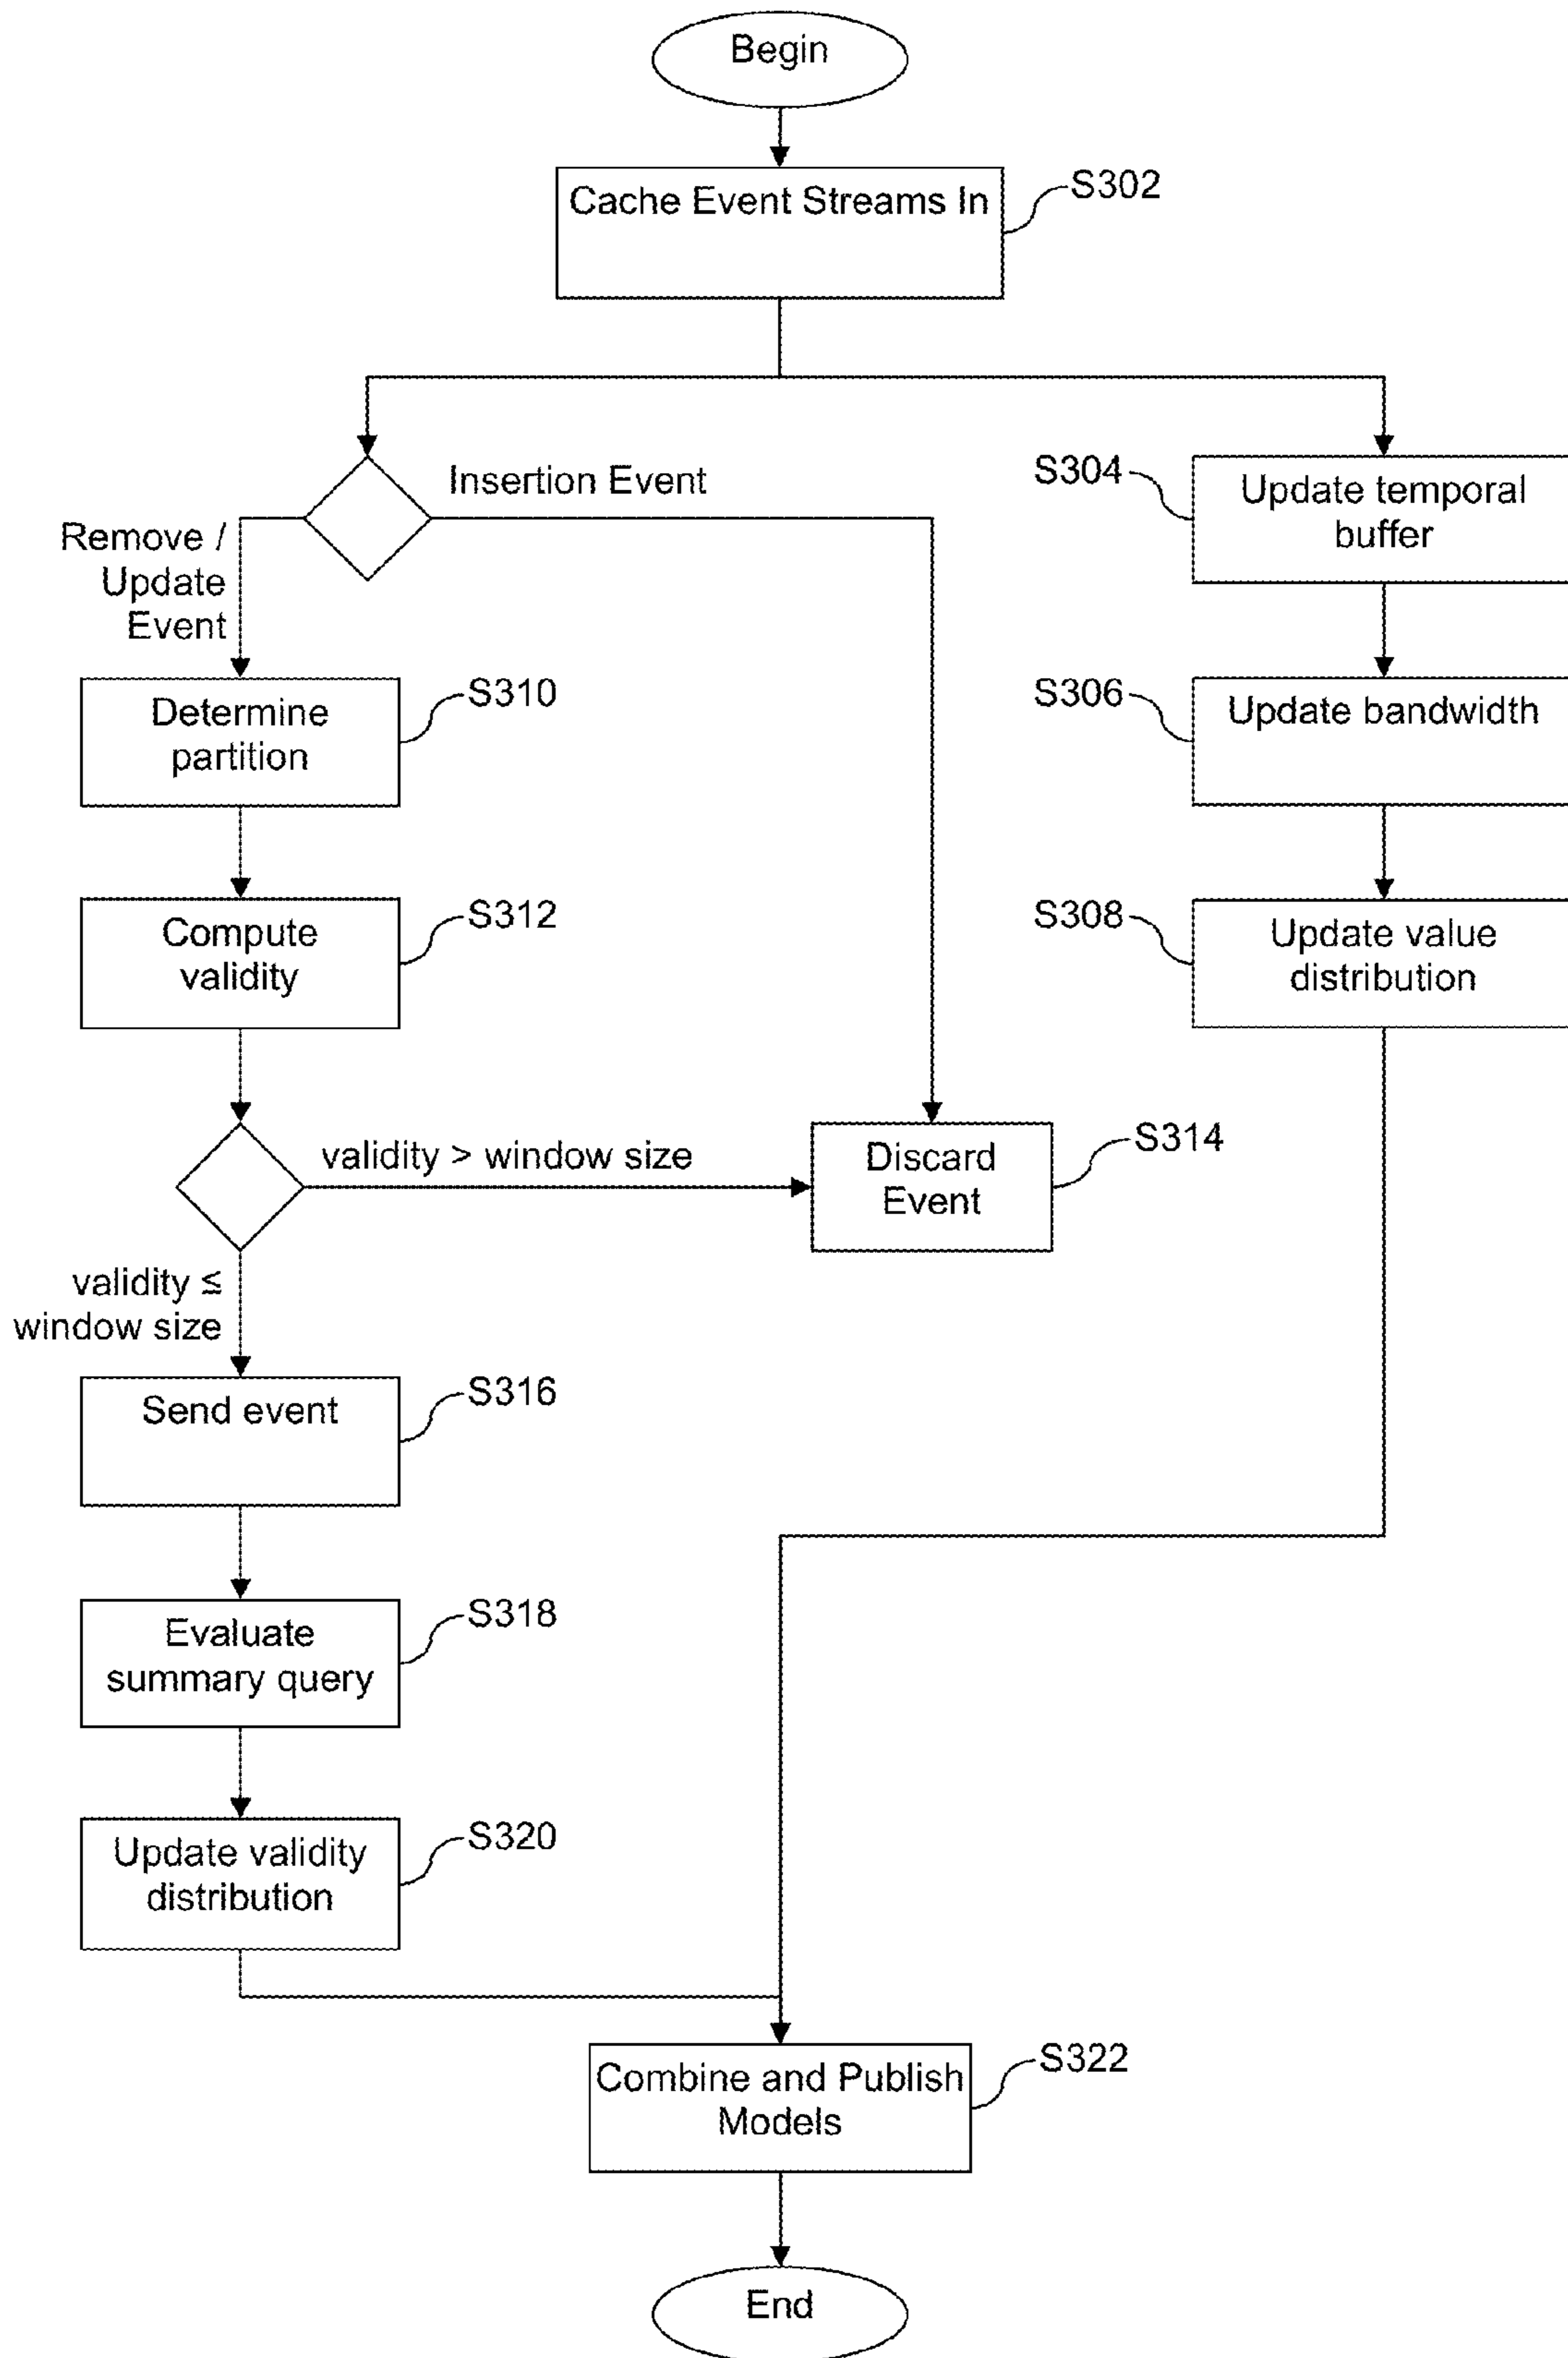 Begin
Cache Event Streams In
S302
Insertion Event
Remove /
Update
Event
S304
Update temporal
buffer
Determine
partition
S310
S306
Update bandwidth
Compute
validity
S312
S308
Update value
distribution
validity > window size
Discard
Event
S314
validity ≤
window size
Send event
S316
Evaluate
summary query
S318
Update validity
distribution
S320
Combine and Publish
Models
S322
End